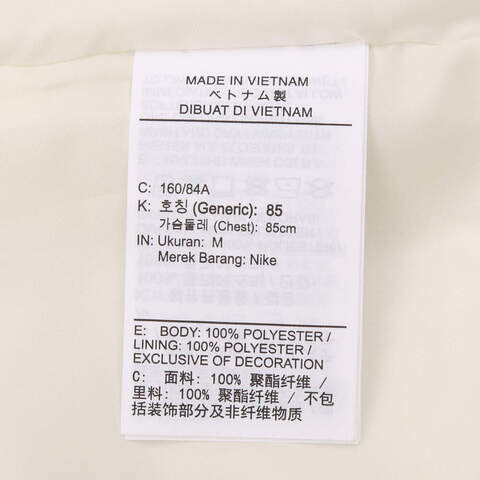 MADE IN VIETNAM
ベトナム製
DIBUAT DI VIETNAM
C: 160/84A
K: 호칭 (Generic): 85
가슴둘레 (Chest): 85cm
IN: Ukuran: M
Merek Barang: Nike
E: BODY: 100% POLYESTER /
LINING: 100% POLYESTER /
EXCLUSIVE OF DECORATION
C: 面料: 100% 聚酯纤维 /
里料: 100% 聚酯纤维 / 不包
括装饰部分及非纤维物质